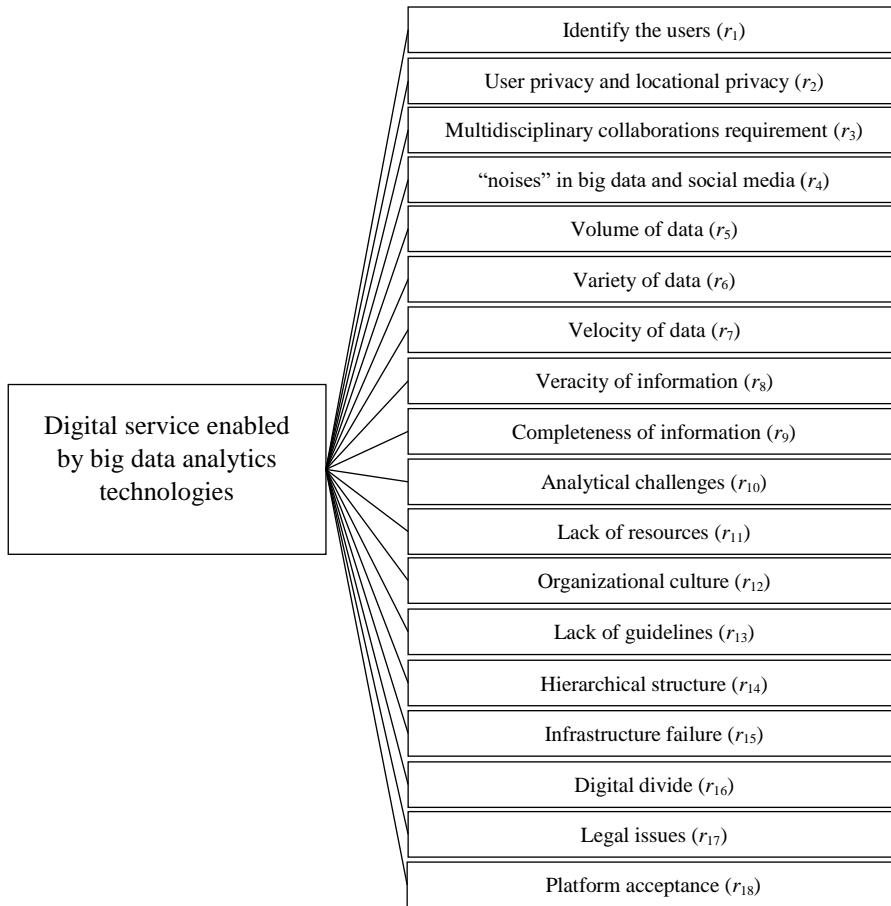 Identify the users (r1)
User privacy and locational privacy (r2)
Multidisciplinary collaborations requirement (r3)
“noises” in big data and social media (r4)
Volume of data (r5)
Variety of data (r6)
Velocity of data (r7)
Veracity of information (r8)
Digital service enabled
by big data analytics
technologies
Completeness of information (r9)
Analytical challenges (r10)
Lack of resources (r11)
Organizational culture (r12)
Lack of guidelines (r13)
Hierarchical structure (r14)
Infrastructure failure (r15)
Digital divide (r16)
Legal issues (r17)
Platform acceptance (r18)